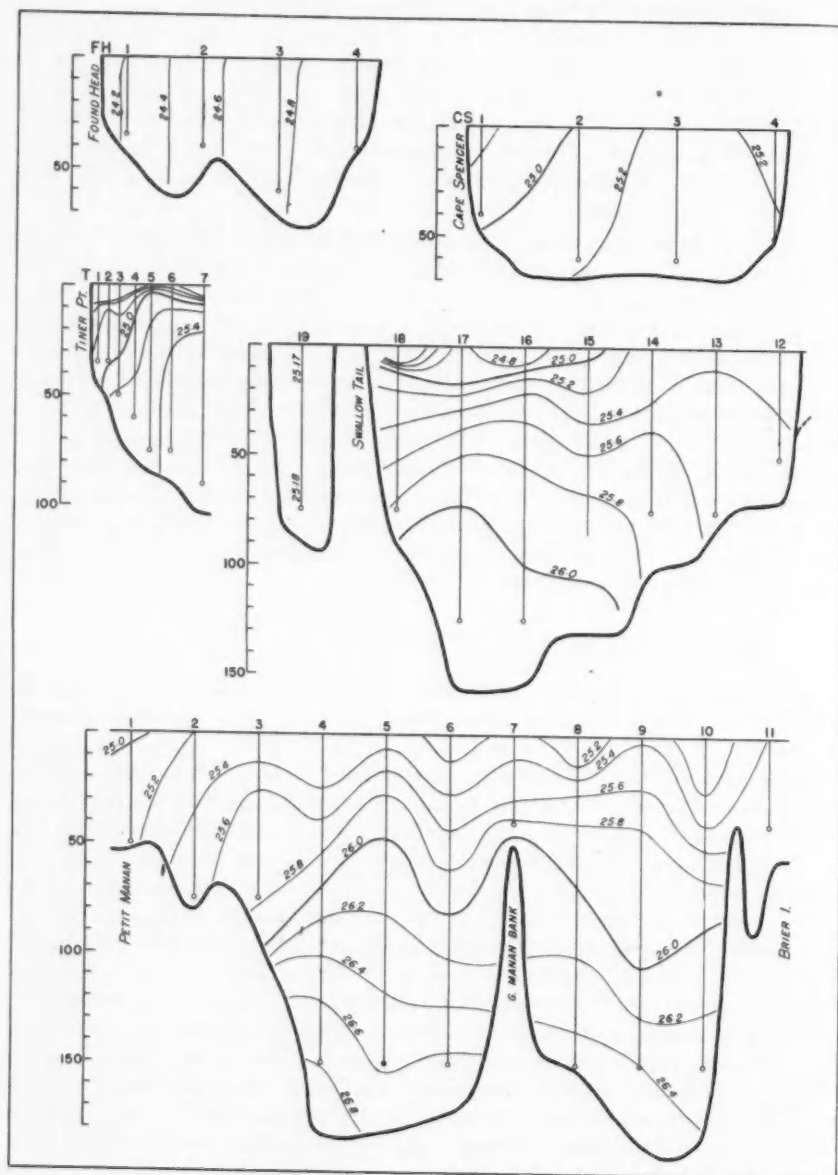 FH 1 2 3 4
FOUND HEAD
24.2 24.4 24.6 24.8
50
CS 1 2 3 4
CAPE SPENCER
25.0 25.2 25.2
50
T 1 2 3 4 5 6 7
TINER PT.
25.0
25.4
50
100
19 18 17 16 15 14 13 12
25.17
25.18
SWALLOW TAIL
24.8 25.0
25.2
25.4
25.6
25.8
26.0
50
100
150
1 2 3 4 5 6 7 8 9 10 11
25.0
25.2
25.4
25.6
25.8
26.0
26.2
26.4
26.6
26.8
25.2
25.4
25.6
25.8
26.0
26.2
26.4
50
100
150
PETIT MANAN
G. MANAN BANK
BRIER I.